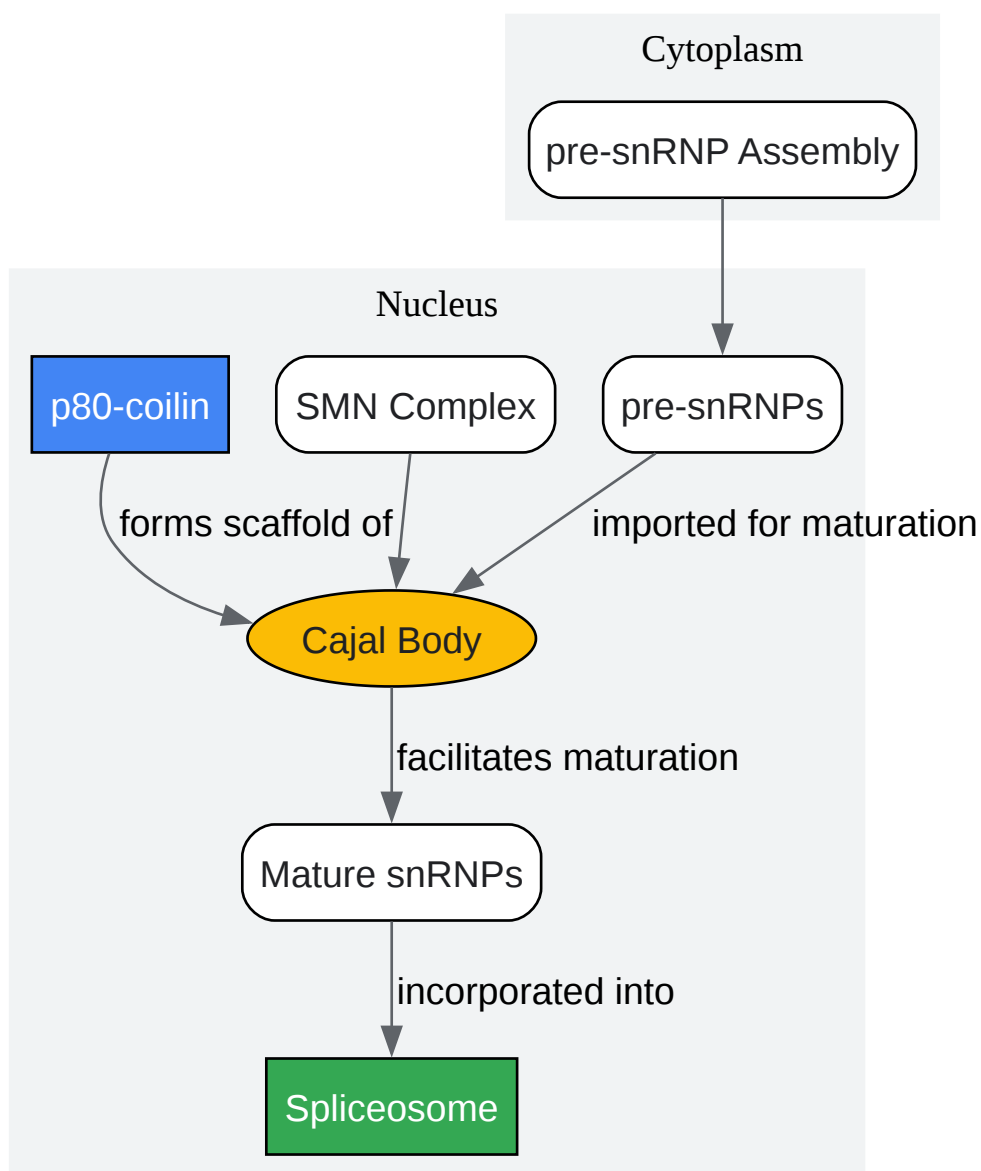 Cytoplasm
pre-snRNP Assembly
Nucleus
p80-coilin
SMN Complex
pre-snRNPs
forms scaffold of
imported for maturation
Cajal Body
facilitates maturation
Mature snRNPs
incorporated into
Spliceosome